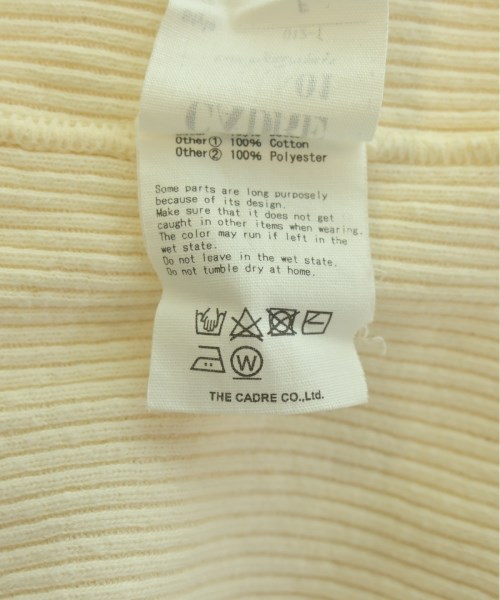 Other① 100% Cotton
Other② 100% Polyester
Some parts are long purposely
because of its design.
Make sure that it does not get
caught in other items when wearing.
The color may run if left in the
wet state.
Do not leave in the wet state.
Do not tumble dry at home.
W
THE CADRE CO.,Ltd.